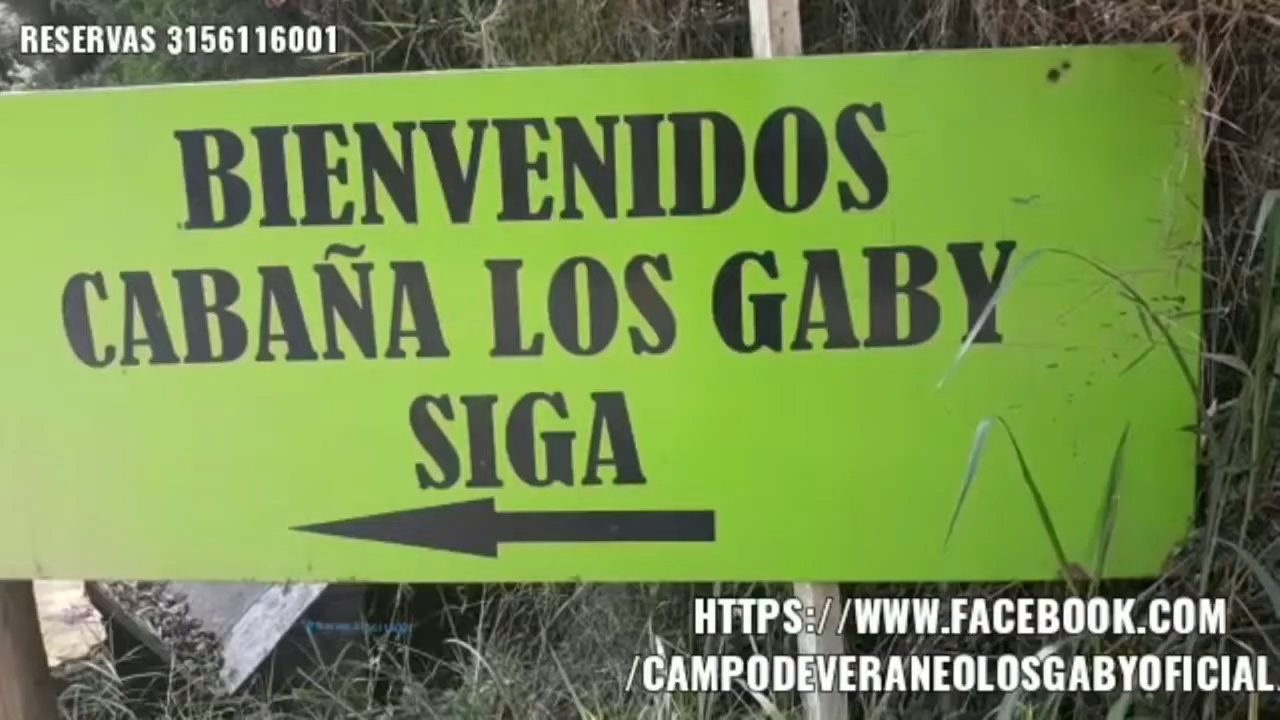 RESERVAS 3156116001
BIENVENIDOS
CABAÑA LOS GABY
SIGA
HTTPS://WWW.FACEBOOK.COM
/CAMPODEVERANEOLOSGABYOFICIAL.